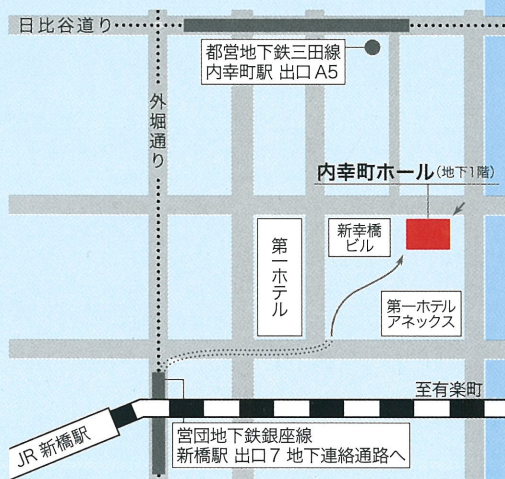 日比谷通り
都営地下鉄三田線
内幸町駅 出口A5
外堀通り
内幸町ホール(地下1階)
第一ホテル
新幸橋
ビル
第一ホテル
アネックス
至有楽町
JR 新橋駅
営団地下鉄銀座線
新橋駅 出口7 地下連絡通路へ